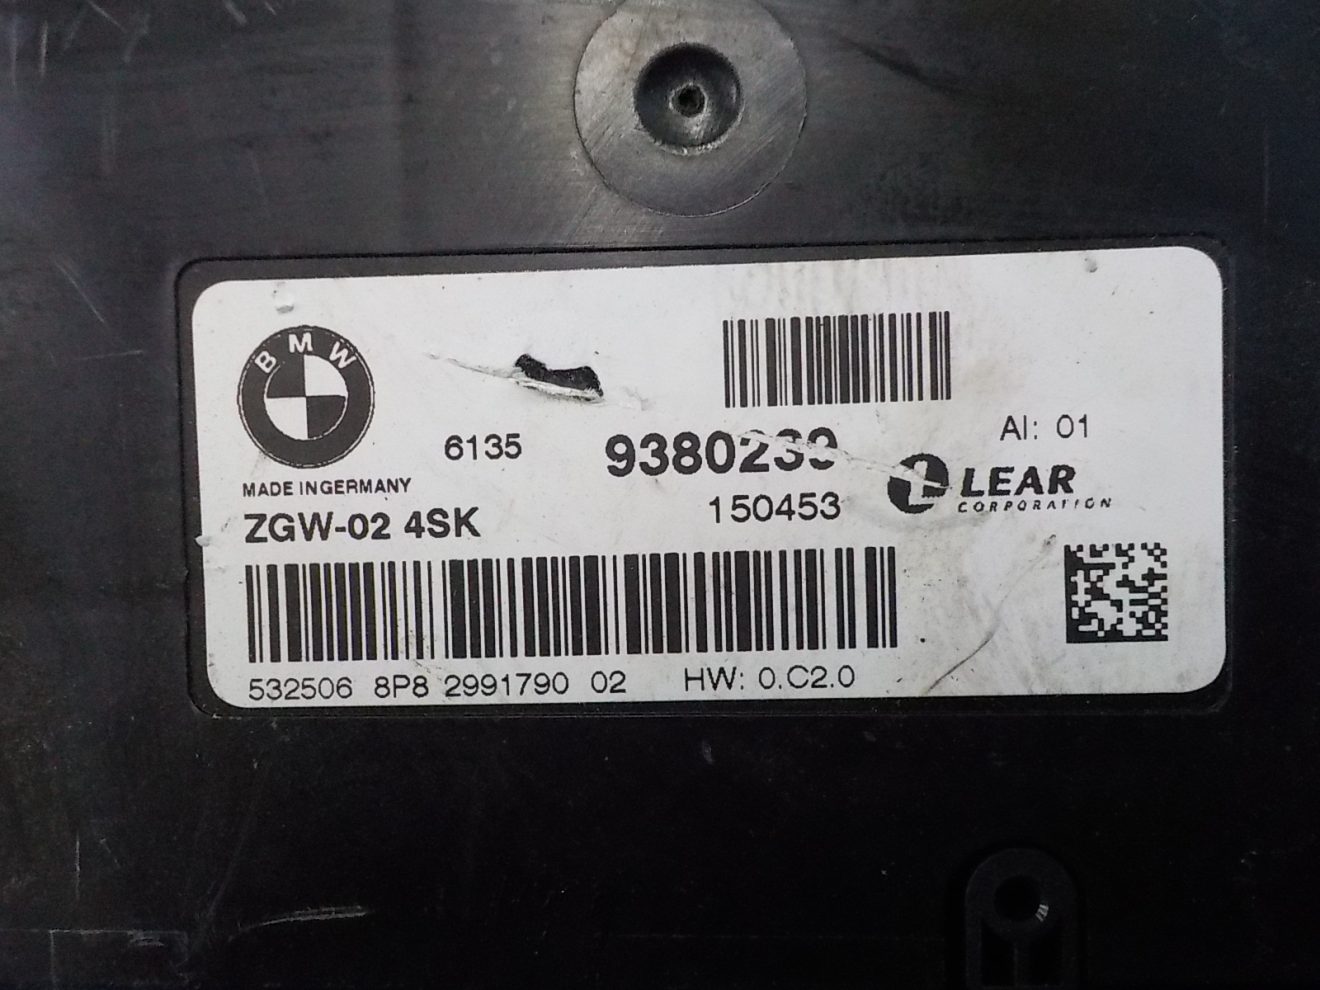 BMW
6135 9380239 AI: 01
MADE IN GERMANY
LEAR
CORPORATION
ZGW-02 4SK 150453
532506 8P8 2991790 02 HW: 0.C2.0